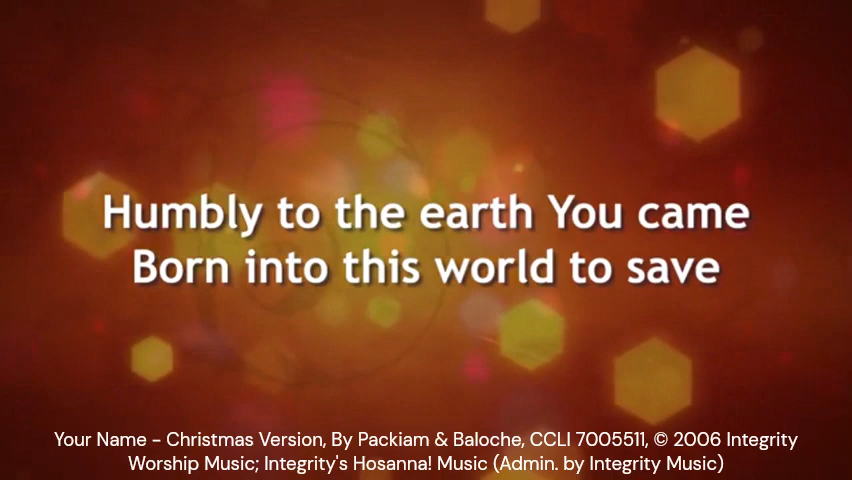 Humbly to the earth You came
Born into this world to save
Your Name - Christmas Version, By Packiam & Baloche, CCLI 7005511, © 2006 Integrity
Worship Music; Integrity's Hosanna! Music (Admin. by Integrity Music)